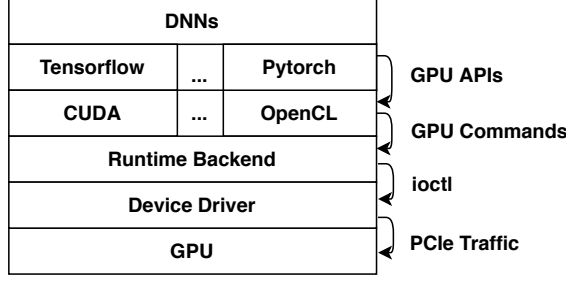 DNNs
Tensorflow ... Pytorch
GPU APIs
CUDA ... OpenCL
GPU Commands
Runtime Backend
ioctl
Device Driver
PCIe Traffic
GPU